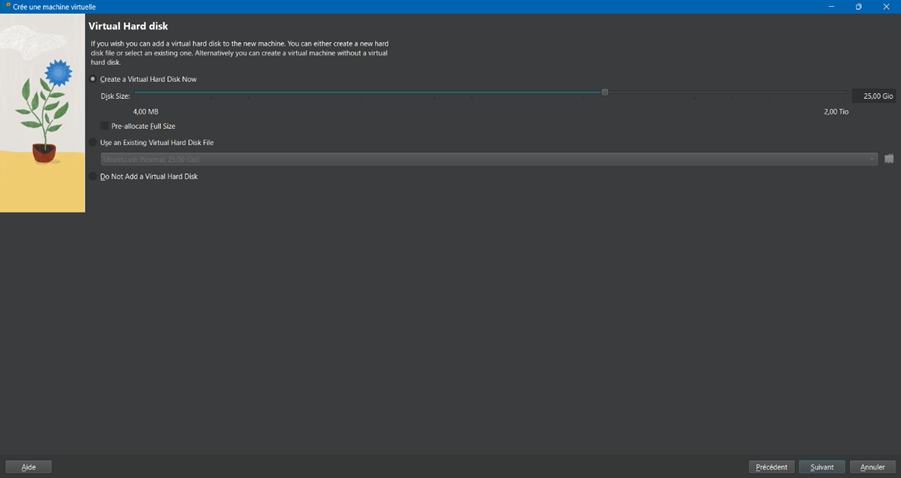 Crée une machine virtuelle
Virtual Hard disk
If you wish you can add a virtual hard disk to the new machine. You can either create a new hard
disk file or select an existing one. Alternatively you can create a virtual machine without a virtual
hard disk.
Create a Virtual Hard Disk Now
Disk Size:
25,00 Gio
4,00 MB
2,00 Tio
Pre-allocate Full Size
Use an Existing Virtual Hard Disk File
(Normal, 25,00 Gio)
Do Not Add a Virtual Hard Disk
Aide
Précédent
Suivant
Annuler